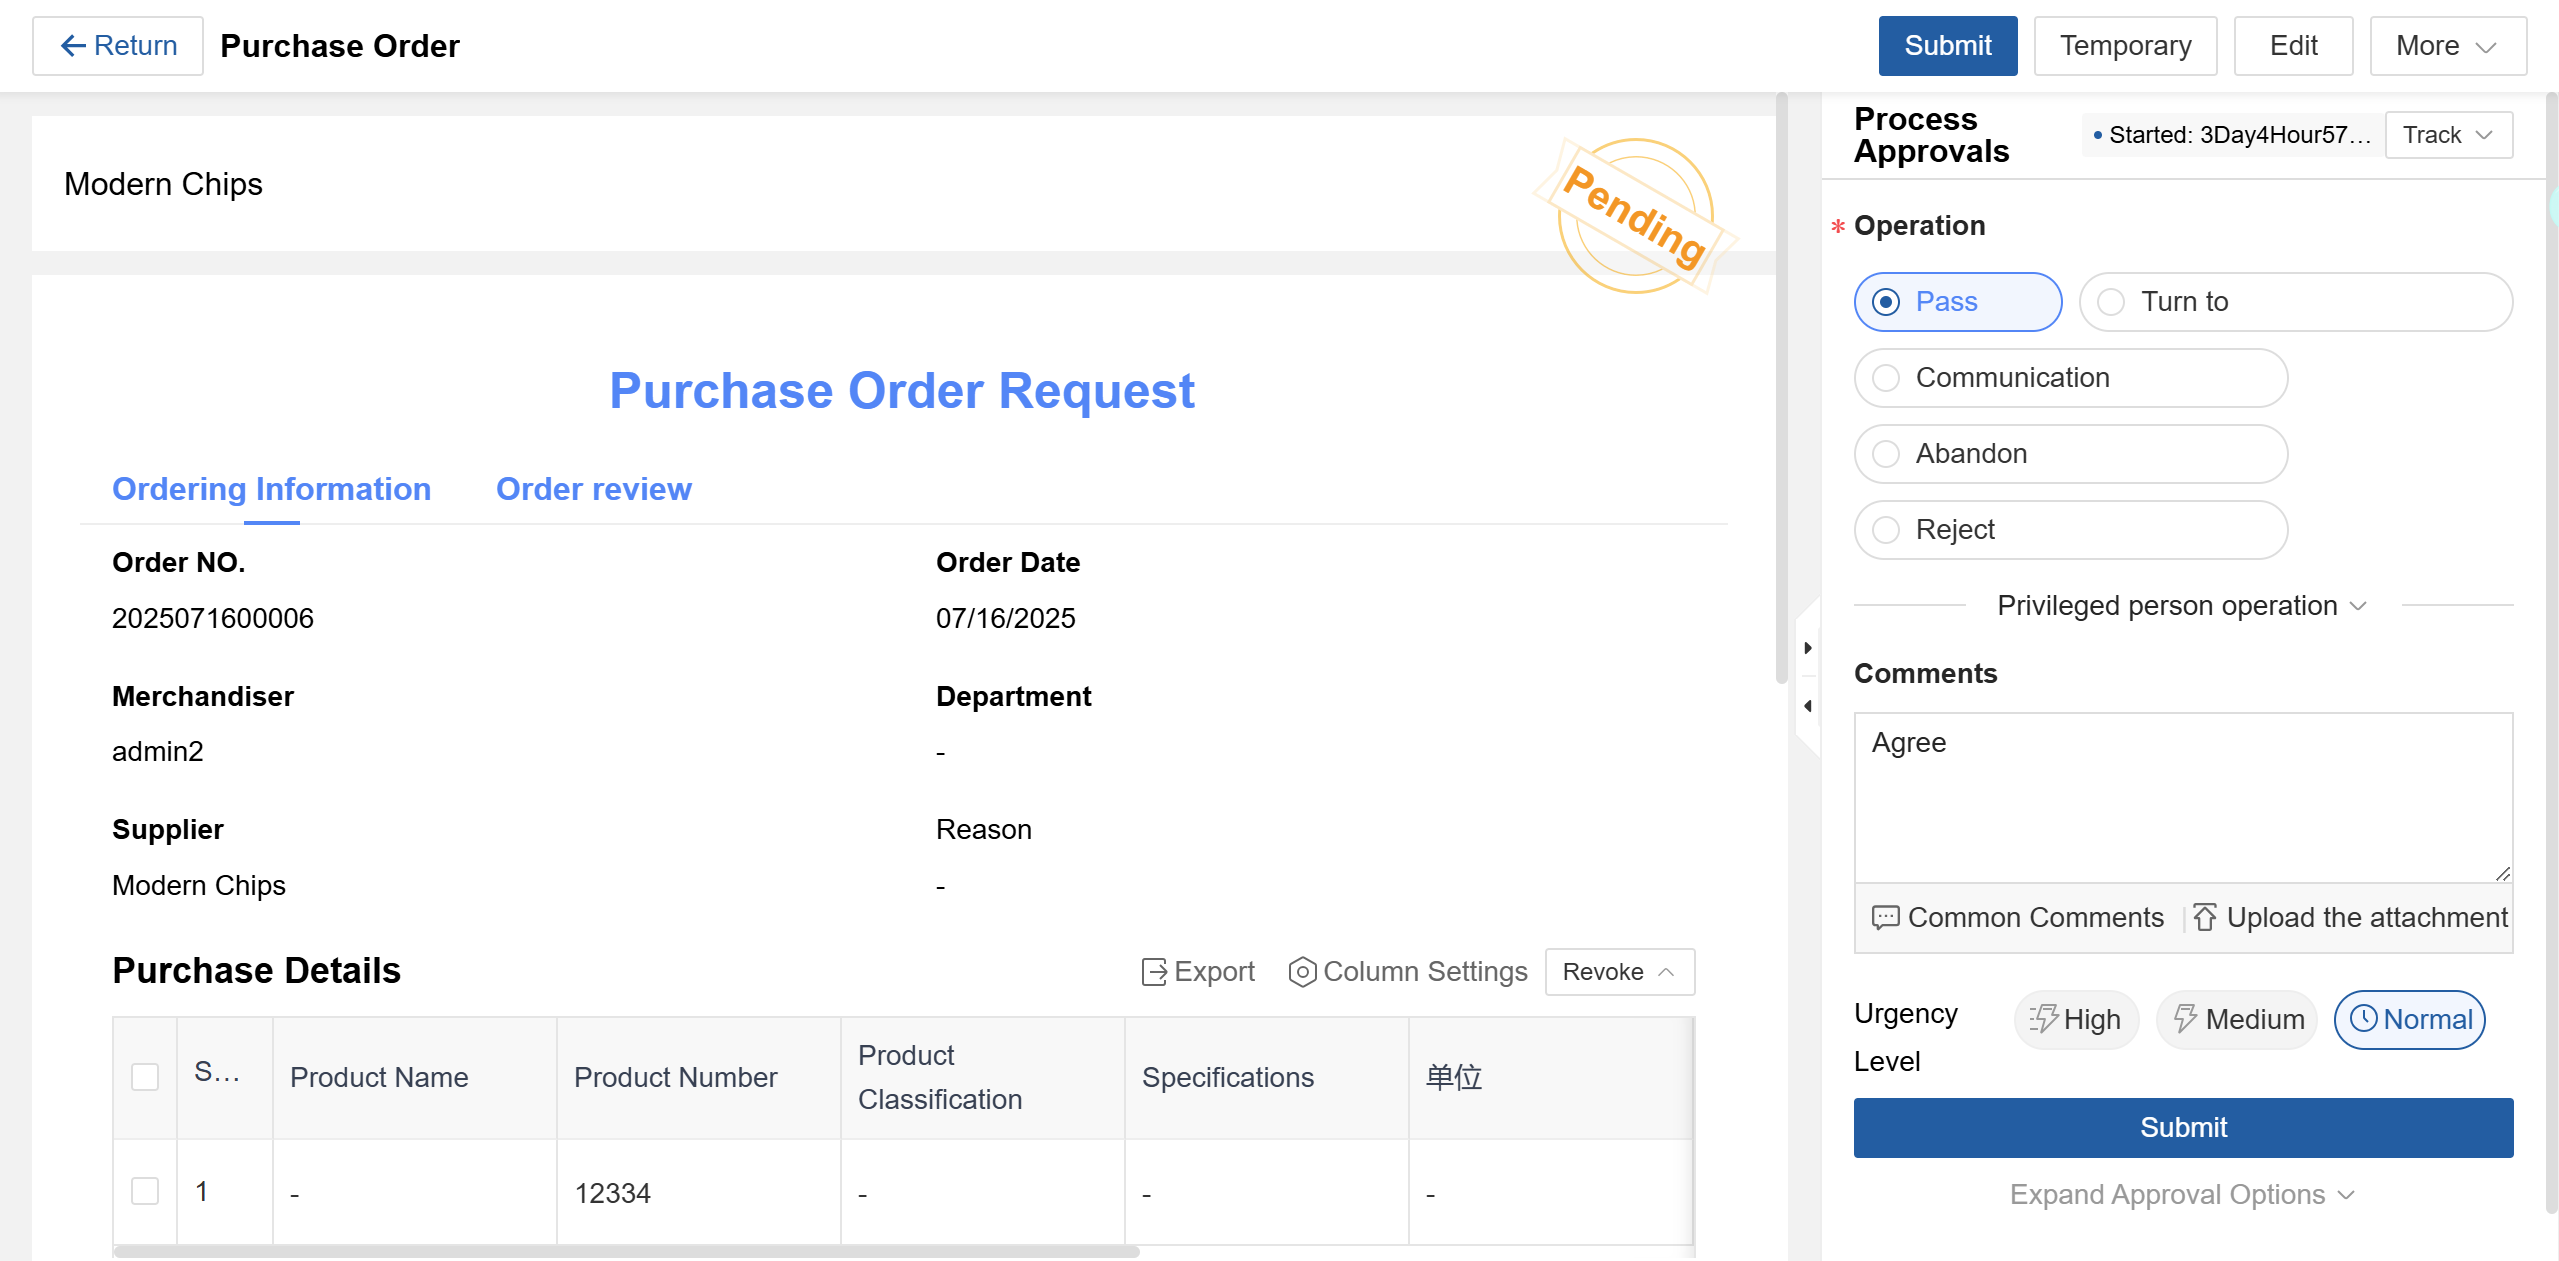 Return
Purchase Order
Submit
Temporary
Edit
More
Modern Chips
Pending
Purchase Order Request
Ordering Information
Order review
Order NO.
Order Date
2025071600006
07/16/2025
Merchandiser
Department
admin2
-
Supplier
Reason
Modern Chips
-
Purchase Details
Export
Column Settings
Revoke
S...
Product Name
Product Number
Product
Classification
Specifications
单位
1
-
12334
-
-
-
Process
Approvals
Started: 3Day4Hour57...
Track
* Operation
Pass
Turn to
Communication
Abandon
Reject
Privileged person operation
Comments
Agree
Common Comments
Upload the attachment
Urgency
Level
High
Medium
Normal
Submit
Expand Approval Options